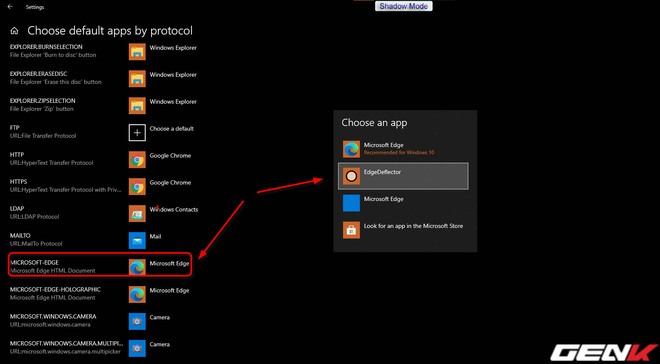 Settings
Shadow Mode
Choose default apps by protocol
EXPLORER.BURNSELECTION
File Explorer 'Burn to disc' button
Windows Explorer
EXPLORER.ERASEDISC
File Explorer 'Erase this disc' button
Windows Explorer
EXPLORER.ZIPSELECTION
File Explorer 'Zip' button
Windows Explorer
FTP
URL:File Transfer Protocol
Choose a default
HTTP
URL:HyperText Transfer Protocol
Google Chrome
HTTPS
URL:HyperText Transfer Protocol with Priv...
Google Chrome
LDAP
URL:LDAP Protocol
Windows Contacts
MAILTO
URL:MailTo Protocol
Mail
MICROSOFT-EDGE
Microsoft Edge HTML Document
Microsoft Edge
MICROSOFT-EDGE-HOLOGRAPHIC
Microsoft Edge HTML Document
Microsoft Edge
MICROSOFT.WINDOWS.CAMERA
URL:microsoft.windows.camera
Camera
MICROSOFT.WINDOWS.CAMERA.MULTIPI...
URL:microsoft.windows.camera.multipicker
Camera
Choose an app
Microsoft Edge
Recommended for Windows 10
EdgeDeflector
Microsoft Edge
Look for an app in the Microsoft Store
GENK